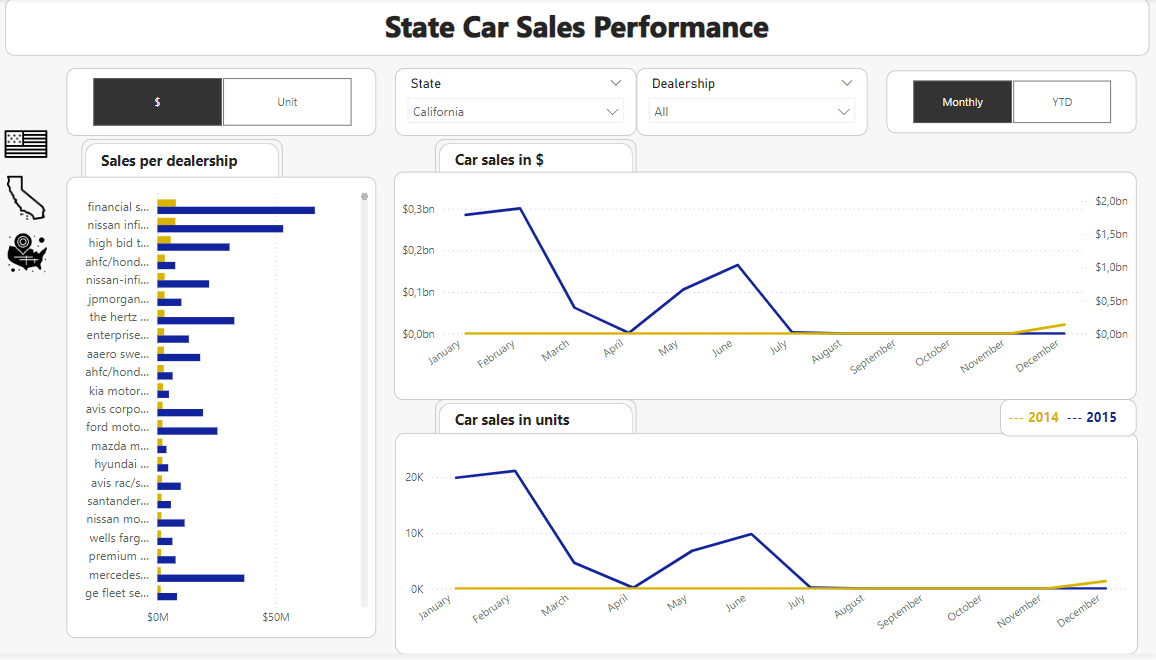 State Car Sales Performance
$
Unit
State
California
Dealership
All
Monthly
YTD
Sales per dealership
financial s...
nissan infi...
high bid t...
ahfc/hond...
nissan-infi...
jpmorgan...
the hertz ...
enterprise...
aaero swe...
ahfc/hond...
kia motor...
avis corpo...
ford moto...
mazda m...
hyundai ...
avis rac/s...
santander...
nissan mo...
wells farg...
premium ...
mercedes...
ge fleet se...
$0M $50M
Car sales in $
$0,3bn
$0,2bn
$0,1bn
$0,0bn
$2,0bn
$1,5bn
$1,0bn
$0,5bn
$0,0bn
January February March April May June July August September October November December
Car sales in units
--- 2014 --- 2015
20K
10K
0K
January February March April May June July August September October November December